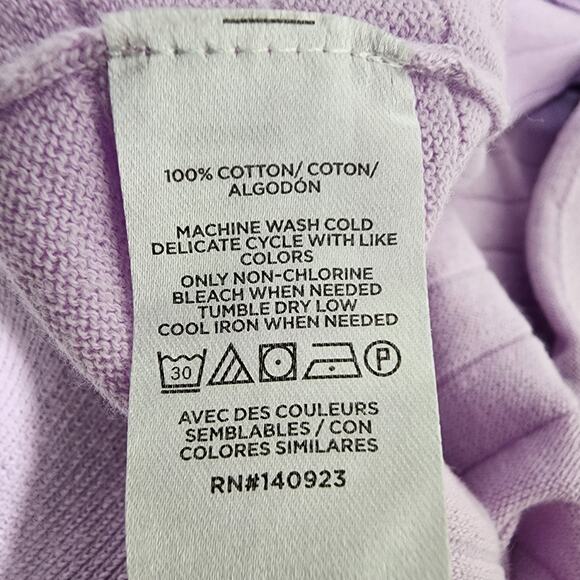 100% COTTON/ COTON/
ALGODÓN
MACHINE WASH COLD
DELICATE CYCLE WITH LIKE
COLORS
ONLY NON-CHLORINE
BLEACH WHEN NEEDED
TUMBLE DRY LOW
COOL IRON WHEN NEEDED
30 P
AVEC DES COULEURS
SEMBLABLES / CON
COLORES SIMILARES
RN#140923